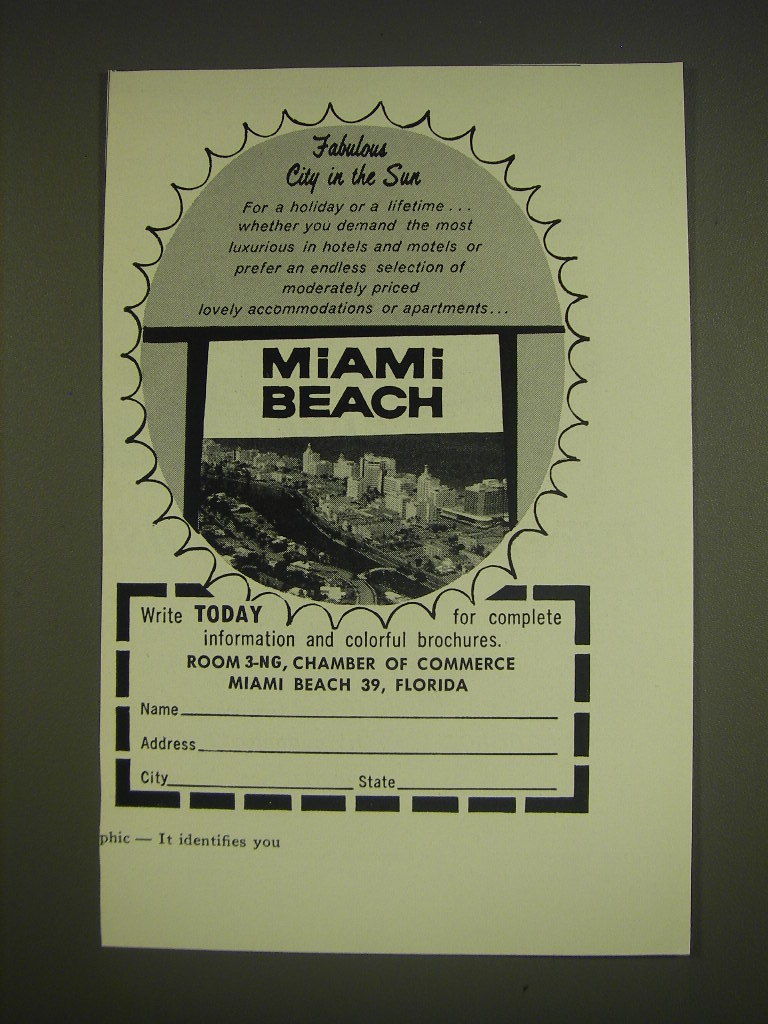 Fabulous
City in the Sun
For a holiday or a lifetime . . .
whether you demand the most
luxurious in hotels and motels or
prefer an endless selection of
moderately priced
lovely accommodations or apartments...
MiAMi
BEACH
Write TODAY for complete
information and colorful brochures.
ROOM 3-NG, CHAMBER OF COMMERCE
MIAMI BEACH 39, FLORIDA
Name
Address
City State
phic — It identifies you